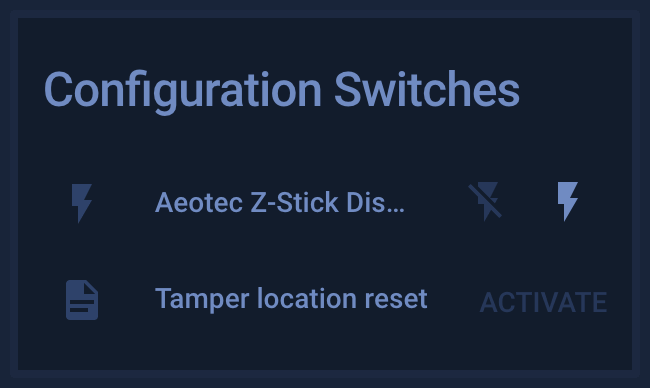 Configuration Switches
Aeotec Z-Stick Dis...
Tamper location reset
ACTIVATE